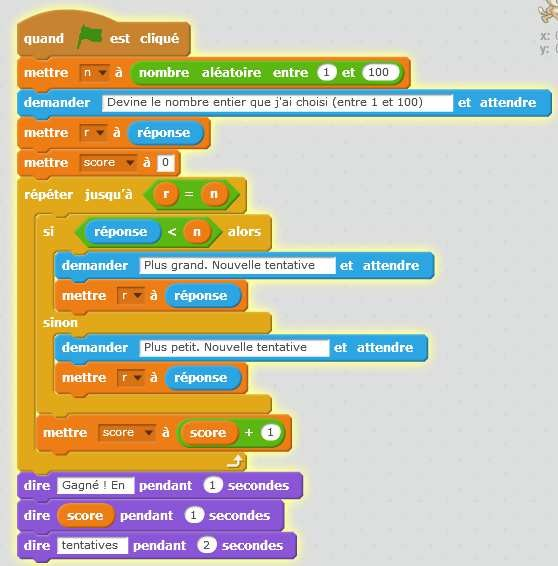 quand est cliqué
mettre n à nombre aléatoire entre 1 et 100
demander Devine le nombre entier que j'ai choisi (entre 1 et 100) et attendre
mettre r à réponse
mettre score à 0
répéter jusqu'à r = n
si réponse < n alors
demander Plus grand. Nouvelle tentative et attendre
mettre r à réponse
sinon
demander Plus petit. Nouvelle tentative et attendre
mettre r à réponse
mettre score à score + 1
dire Gagné ! En pendant 1 secondes
dire score pendant 1 secondes
dire tentatives pendant 2 secondes
x:
y: